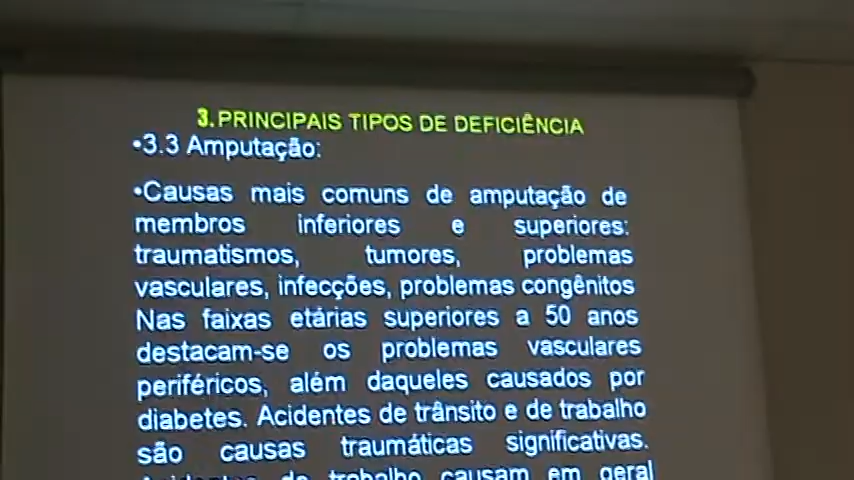 3. PRINCIPAIS TIPOS DE DEFICIÊNCIA
•3.3 Amputação:
•Causas mais comuns de amputação de
membros inferiores e superiores:
traumatismos, tumores, problemas
vasculares, infecções, problemas congênitos
Nas faixas etárias superiores a 50 anos
destacam-se os problemas vasculares
periféricos, além daqueles causados por
diabetes. Acidentes de trânsito e de trabalho
são causas traumáticas significativas.
Acidentes de trabalho causam em geral